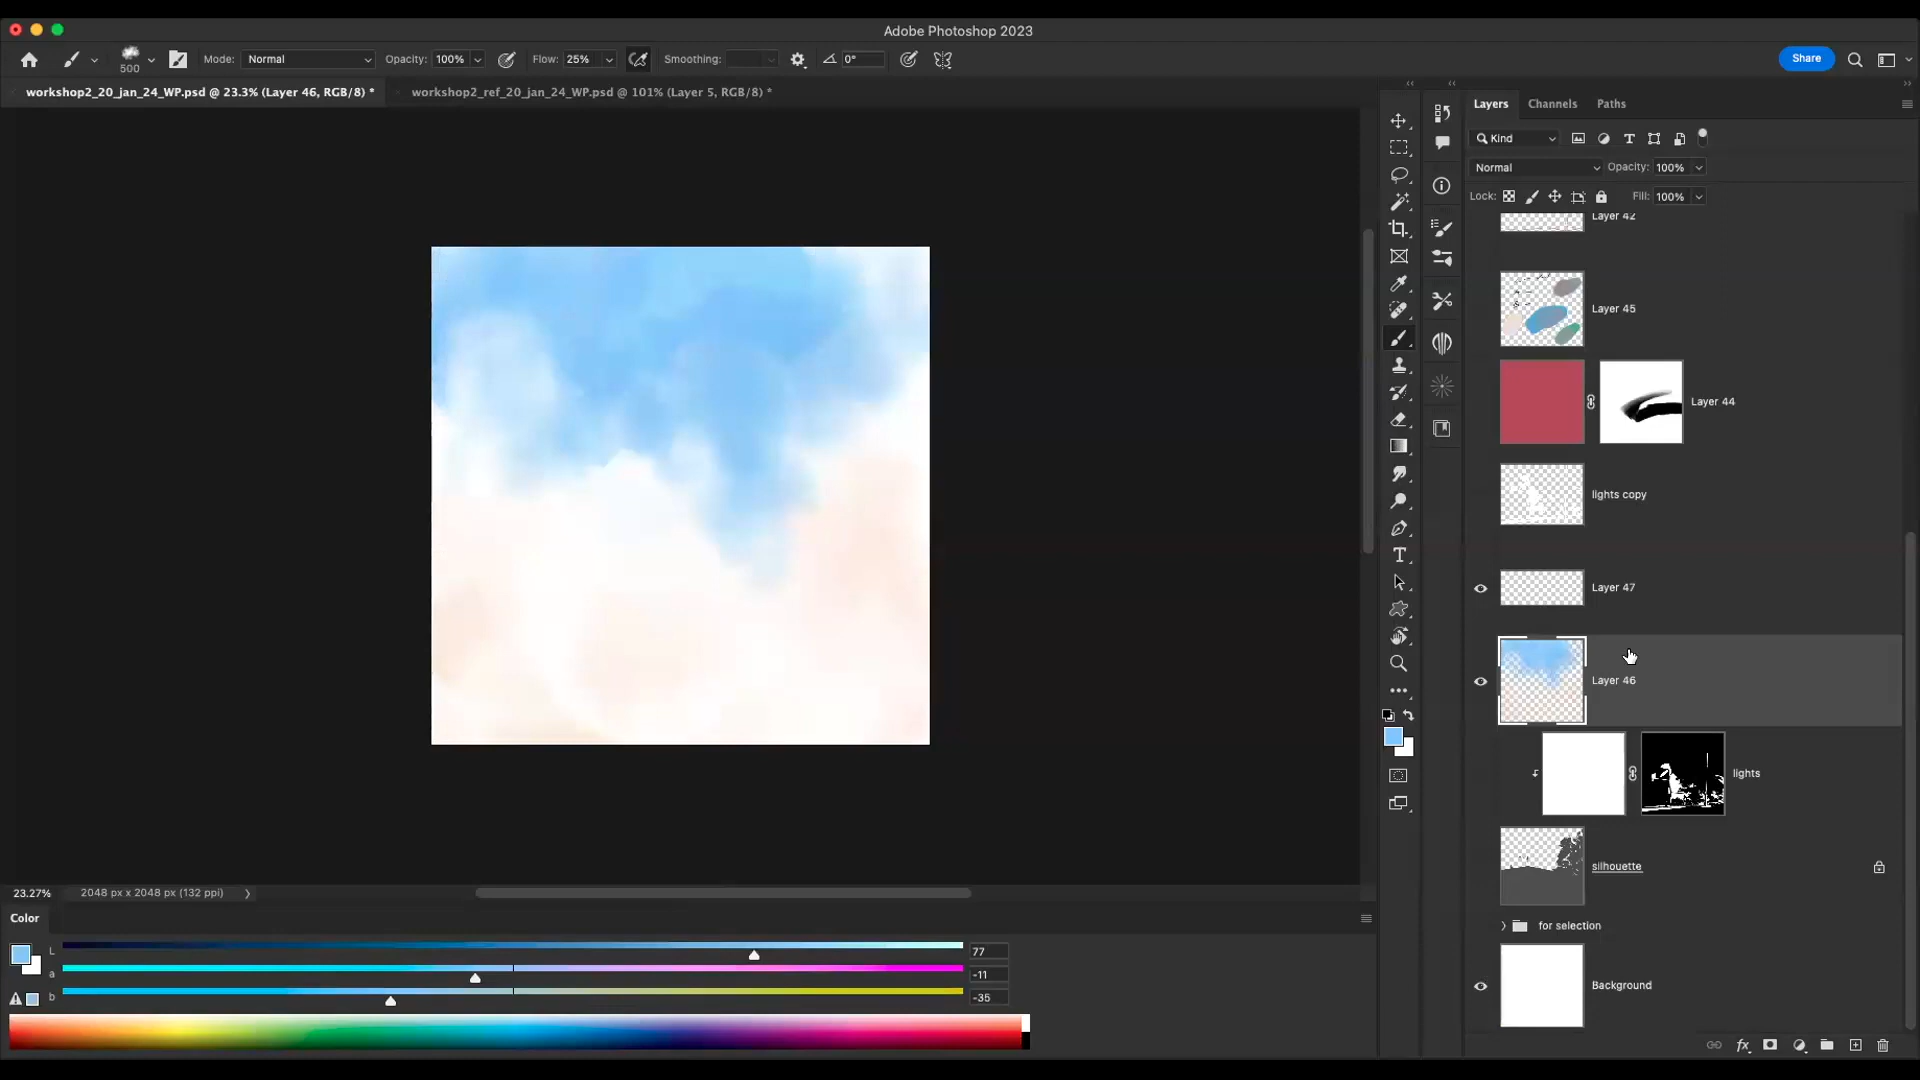 Adobe Photoshop 2023
500
Mode: Normal
Opacity: 100%
Flow: 25%
Smoothing:
0°
Share
workshop2_20_jan_24_WP.psd @ 23.3% (Layer 46, RGB/8) *
workshop2_ref_20_jan_24_WP.psd @ 101% (Layer 5, RGB/8) *
Layers
Channels
Paths
Kind
Normal
Opacity: 100%
Lock:
Fill: 100%
Layer 42
Layer 45
Layer 44
lights copy
Layer 47
Layer 46
lights
silhouette
for selection
Background
fx
23.27%
2048 px x 2048 px (132 ppi)
Color
L
77
a
-11
b
-35